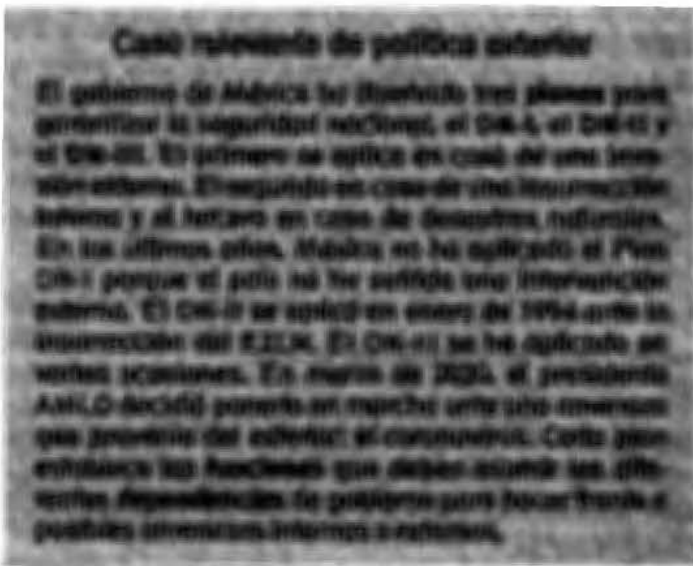 Caso relevante de política exterior
El gobierno de México ha diseñado tres planes para
garantizar la seguridad nacional, el DN-I, el DN-II y
el DN-III. El primero se aplica en caso de una inva-
sión externa. El segundo en caso de una insurrección
interna y el tercero en caso de desastres naturales.
En los últimos años, México no ha aplicado el Plan
DN-I porque el país no ha sufrido una intervención
externa. El DN-II se aplicó en enero de 1994 ante la
insurrección del EZLN. El DN-III se ha aplicado en
varias ocasiones. En marzo de 2020, el presidente
AMLO decidió ponerlo en marcha ante una amenaza
que proviene del exterior: el coronavirus. Cada plan
establece las funciones que deben asumir las dife-
rentes dependencias de gobierno para hacer frente a
posibles amenazas internas o externas.